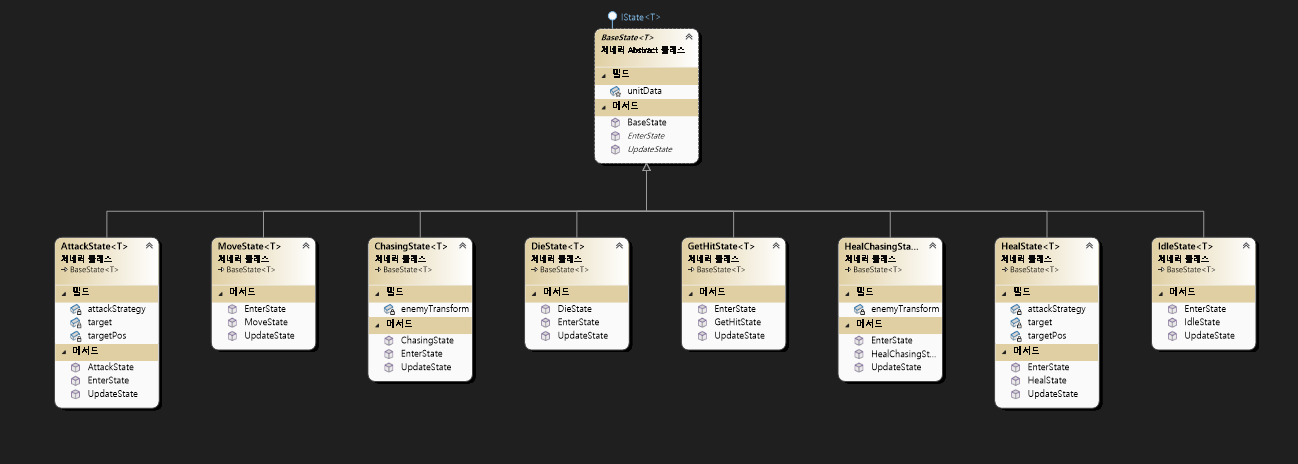 IState<T>
BaseState<T>
제네릭 Abstract 클래스
필드
unitData
메서드
BaseState
EnterState
UpdateState
AttackState<T>
제네릭 클래스
BaseState<T>
필드
attackStrategy
target
targetPos
메서드
AttackState
EnterState
UpdateState
MoveState<T>
제네릭 클래스
BaseState<T>
메서드
EnterState
MoveState
UpdateState
ChasingState<T>
제네릭 클래스
BaseState<T>
필드
enemyTransform
메서드
ChasingState
EnterState
UpdateState
DieState<T>
제네릭 클래스
BaseState<T>
메서드
DieState
EnterState
UpdateState
GetHitState<T>
제네릭 클래스
BaseState<T>
메서드
EnterState
GetHitState
UpdateState
HealChasingSta...
제네릭 클래스
BaseState<T>
필드
enemyTransform
메서드
EnterState
HealChasingSt...
UpdateState
HealState<T>
제네릭 클래스
BaseState<T>
필드
attackStrategy
target
targetPos
메서드
EnterState
HealState
UpdateState
IdleState<T>
제네릭 클래스
BaseState<T>
메서드
EnterState
IdleState
UpdateState